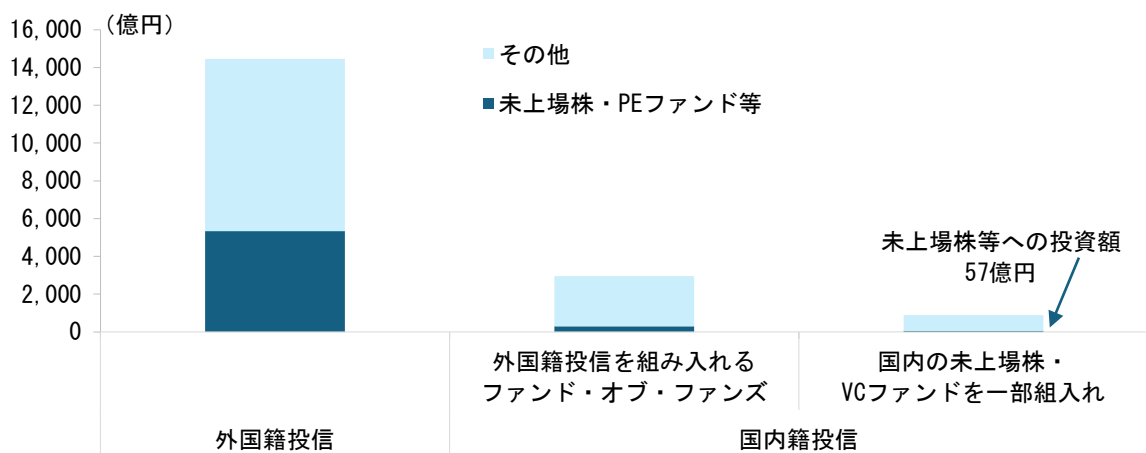 (億円)
16,000
14,000
12,000
10,000
8,000
6,000
4,000
2,000
0
その他
未上場株・PEファンド等
未上場株等への投資額
57億円
外国籍投信を組み入れる
ファンド・オブ・ファンズ
国内の未上場株・
VCファンドを一部組入れ
外国籍投信
国内籍投信